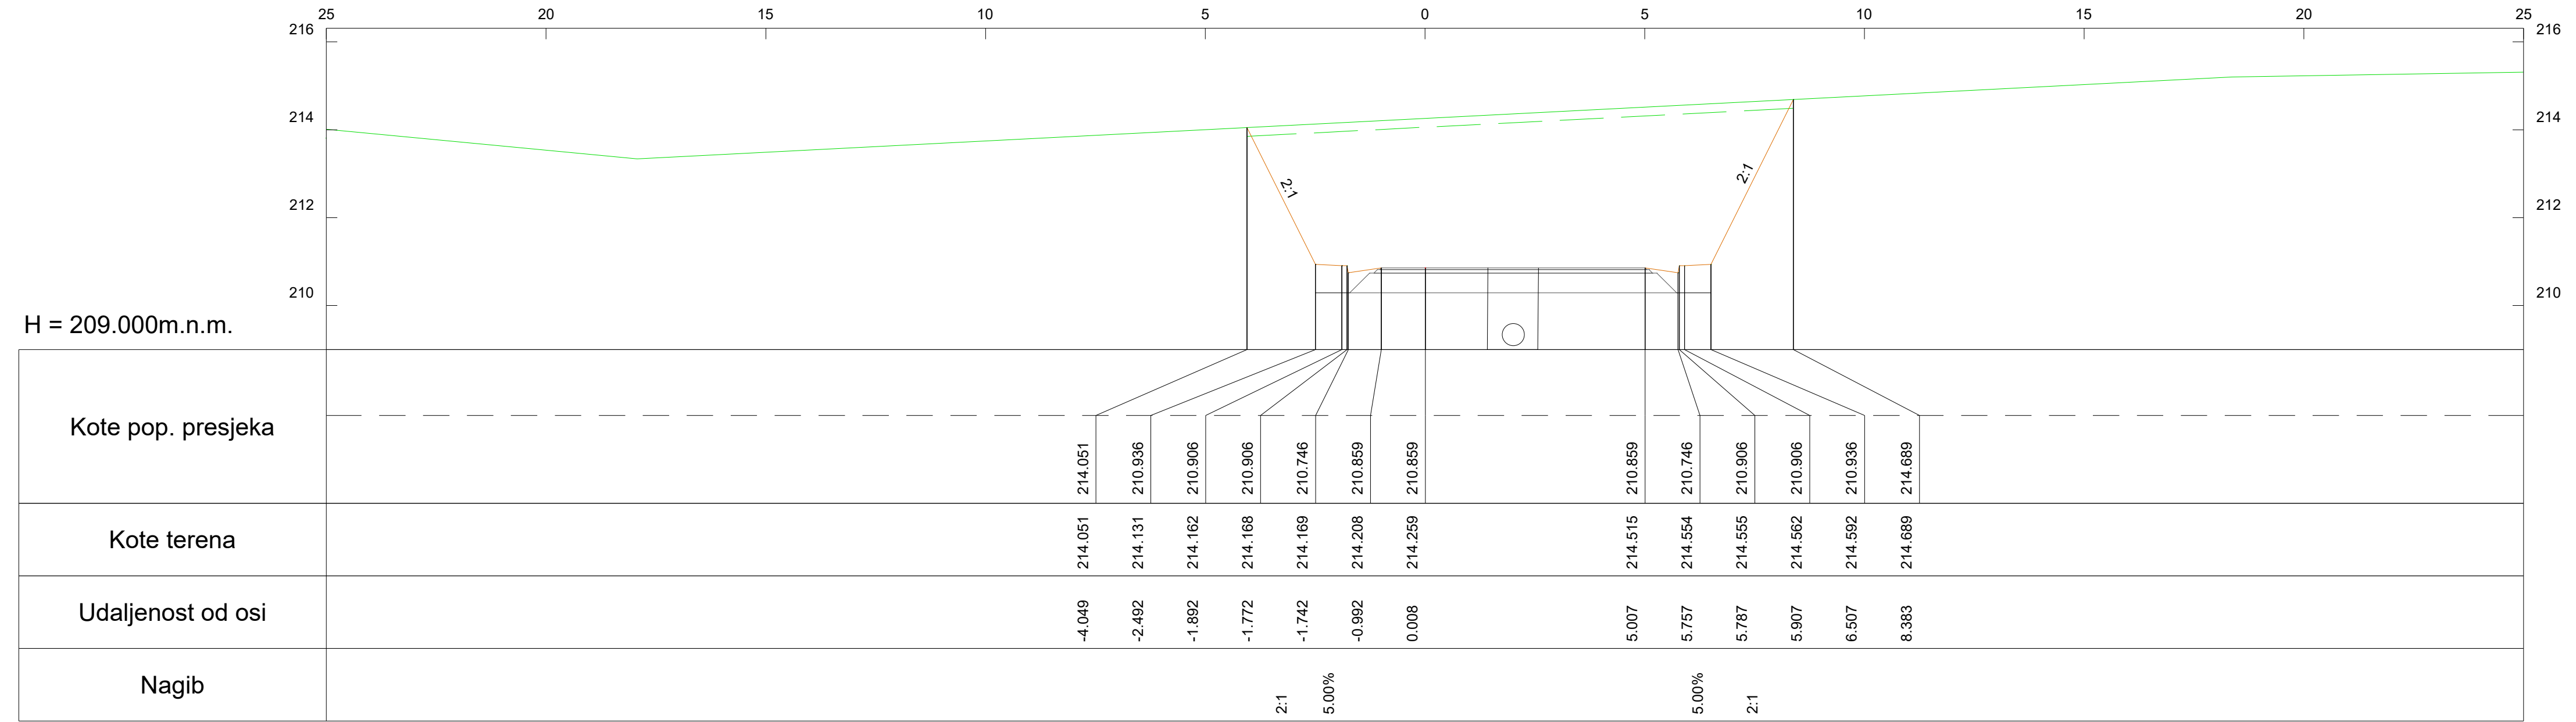 25 20 15 10 5 0 5 10 15 20 25
216 216
214 214
212 212
210 210
2:1 2:1
H = 209.000m.n.m.
Kote pop. presjeka 214.051 210.936 210.906 210.906 210.746 210.859 210.859 210.859 210.746 210.906 210.906 210.936 214.689
Kote terena 214.051 214.131 214.162 214.168 214.169 214.208 214.259 214.515 214.554 214.555 214.562 214.592 214.689
Udaljenost od osi -4.049 -2.492 -1.892 -1.772 -1.742 -0.992 0.008 5.007 5.757 5.787 5.907 6.507 8.383
Nagib 2:1 5.00% 5.00% 2:1